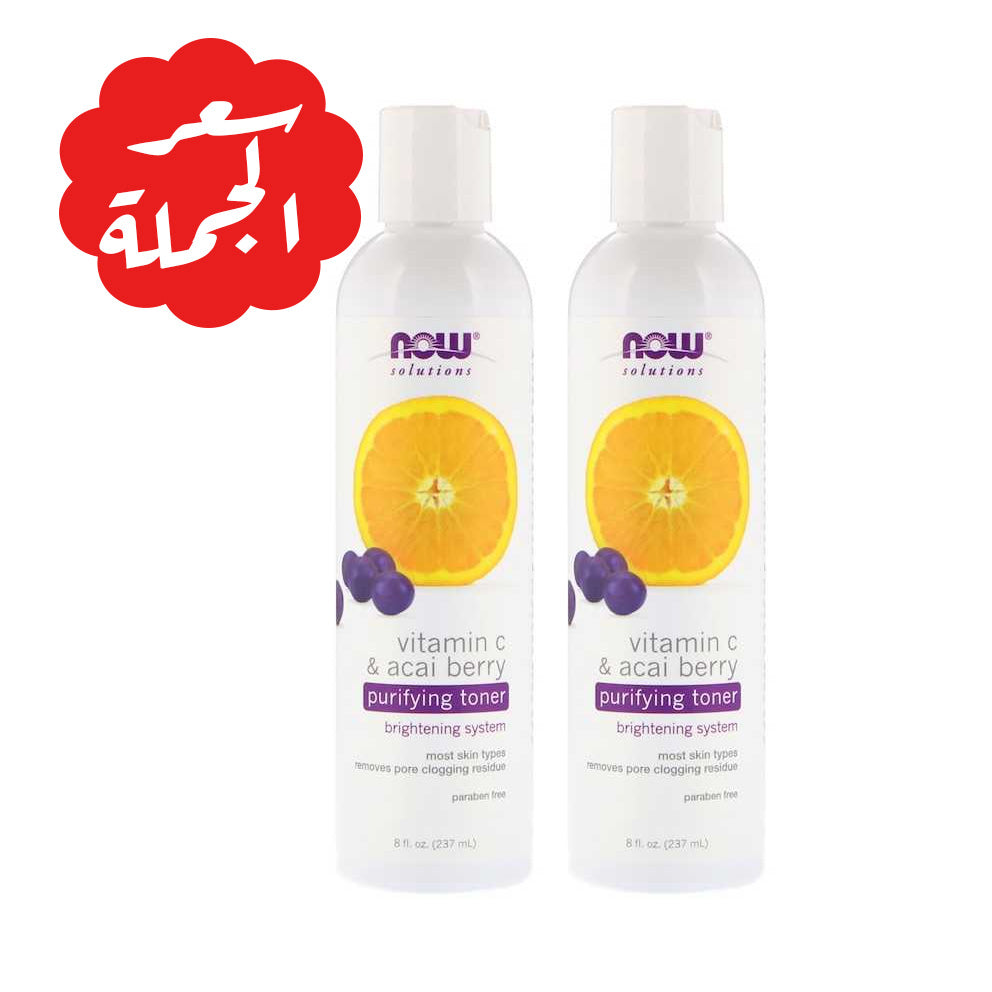 سعر
الجملة
now®
solutions
vitamin c
& acai berry
purifying toner
brightening system
most skin types
removes pore clogging residue
paraben free
8 fl. oz. (237 mL)
now®
solutions
vitamin c
& acai berry
purifying toner
brightening system
most skin types
removes pore clogging residue
paraben free
8 fl. oz. (237 mL)